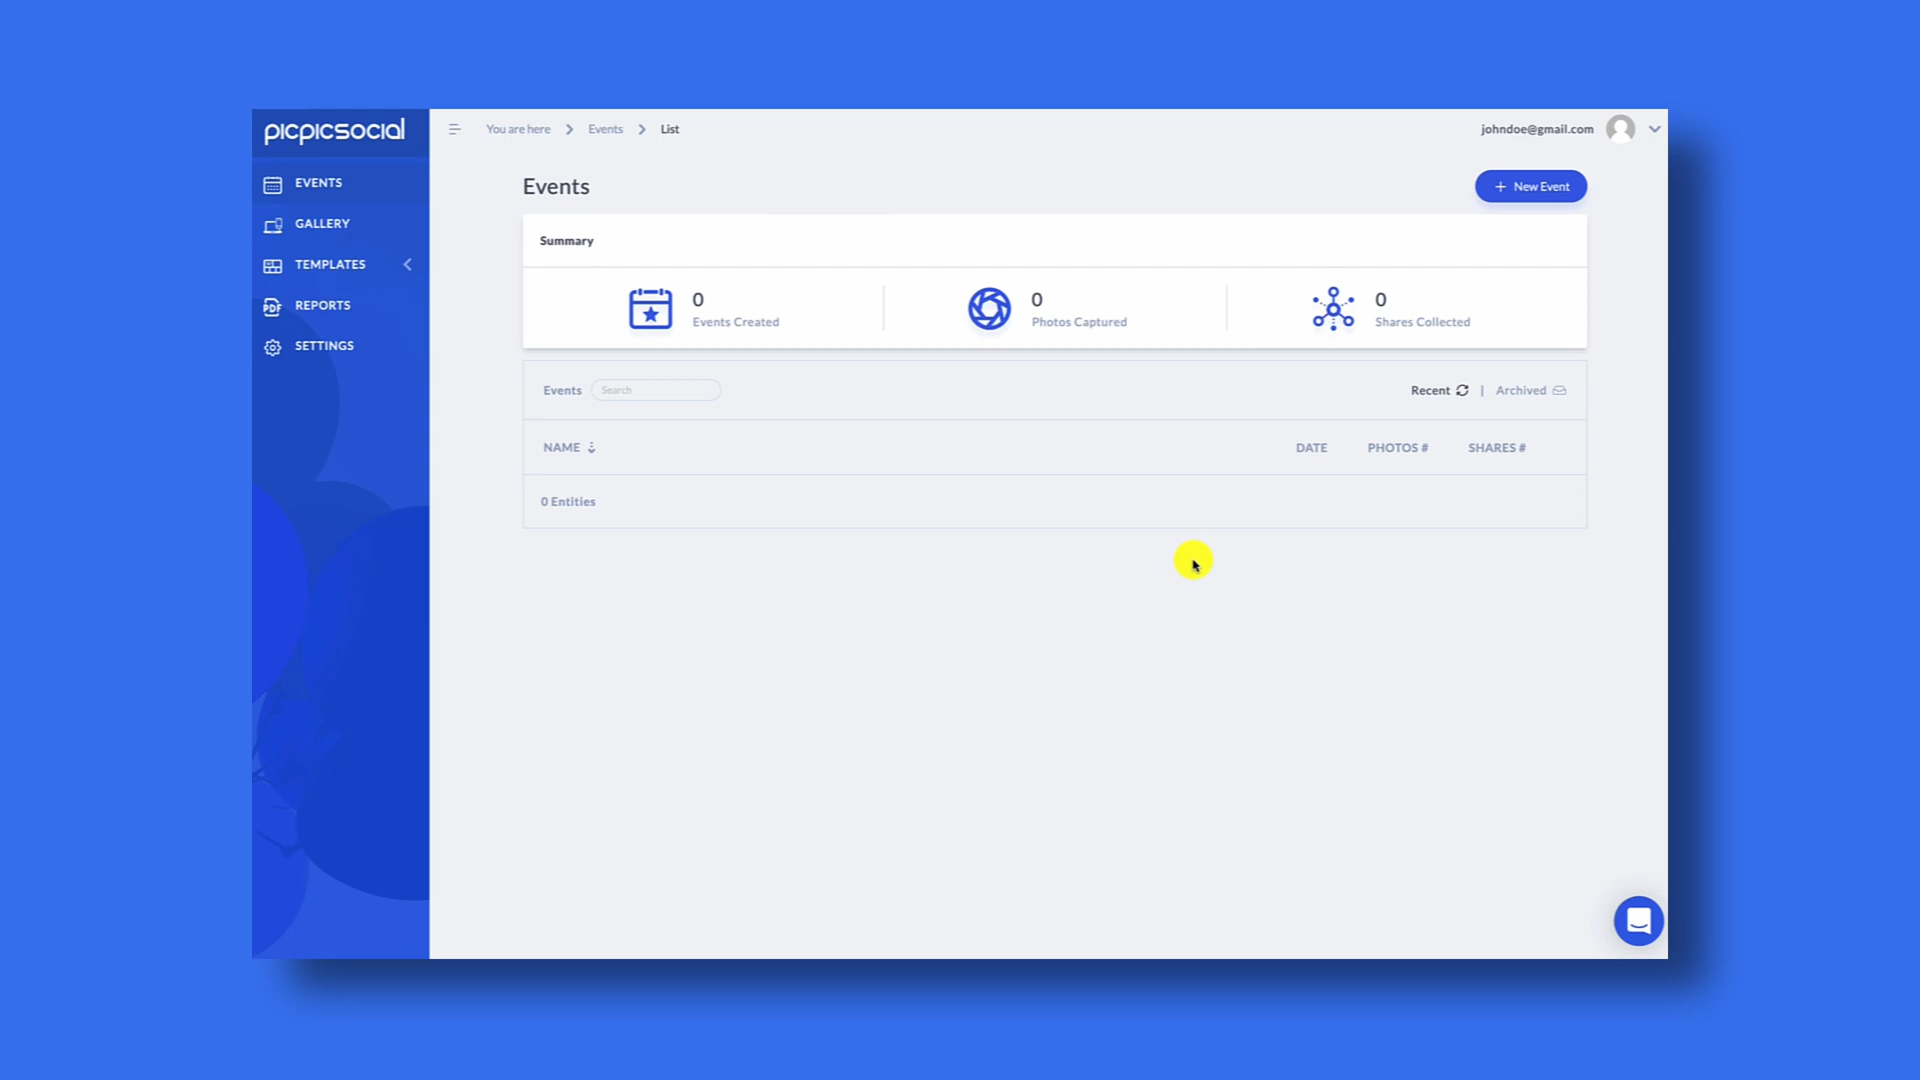 picpicsocial
You are here > Events > List
johndoe@gmail.com
EVENTS
GALLERY
TEMPLATES
PDF REPORTS
SETTINGS
Events
+ New Event
Summary
0
Events Created
0
Photos Captured
0
Shares Collected
Events Search
Recent | Archived
NAME DATE PHOTOS # SHARES #
0 Entities